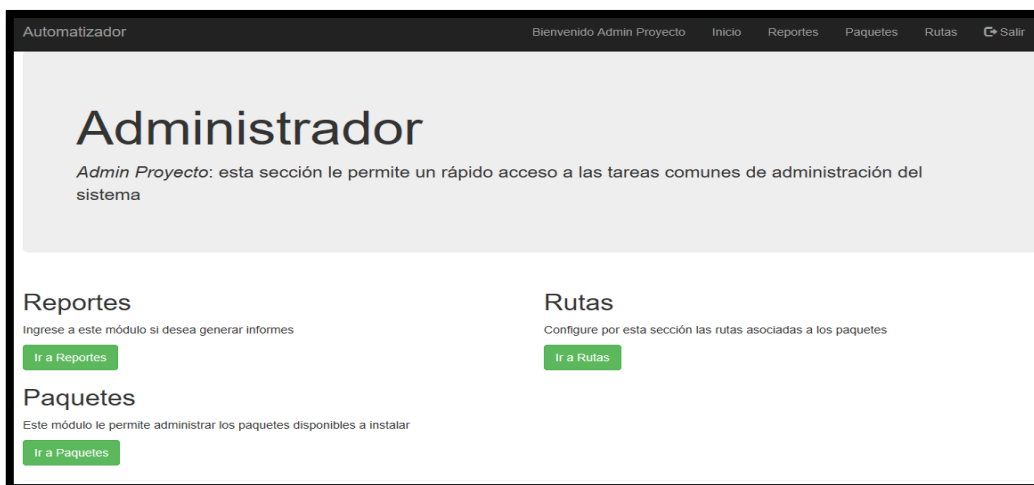 Automatizador
Bienvenido Admin Proyecto Inicio Reportes Paquetes Rutas Salir
Administrador
Admin Proyecto: esta sección le permite un rápido acceso a las tareas comunes de administración del
sistema
Reportes
Ingrese a este módulo si desea generar informes
Ir a Reportes
Rutas
Configure por esta sección las rutas asociadas a los paquetes
Ir a Rutas
Paquetes
Este módulo le permite administrar los paquetes disponibles a instalar
Ir a Paquetes